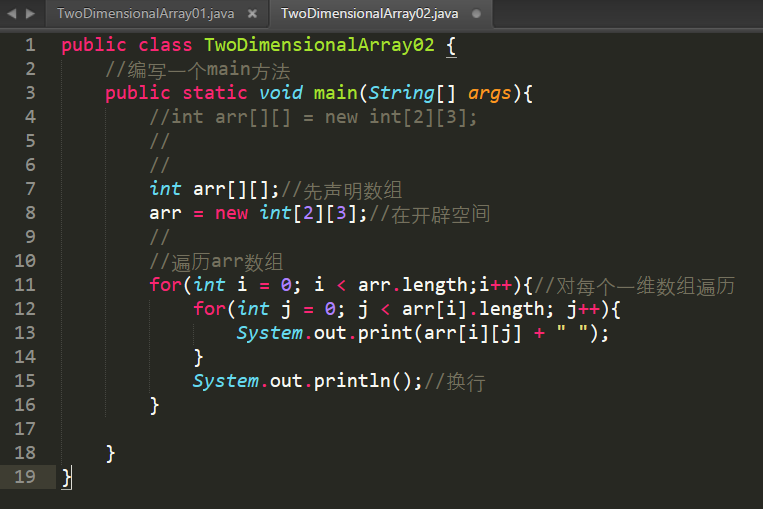 TwoDimensionalArray01.java × TwoDimensionalArray02.java
1 public class TwoDimensionalArray02 {
2 //编写一个main方法
3 public static void main(String[] args){
4 //int arr[][] = new int[2][3];
5 //
6 //
7 int arr[][];//先声明数组
8 arr = new int[2][3];//在开辟空间
9 //
10 //遍历arr数组
11 for(int i = 0; i < arr.length;i++){//对每个一维数组遍历
12 for(int j = 0; j < arr[i].length; j++){
13 System.out.print(arr[i][j] + " ");
14 }
15 System.out.println();//换行
16 }
17
18 }
19 }